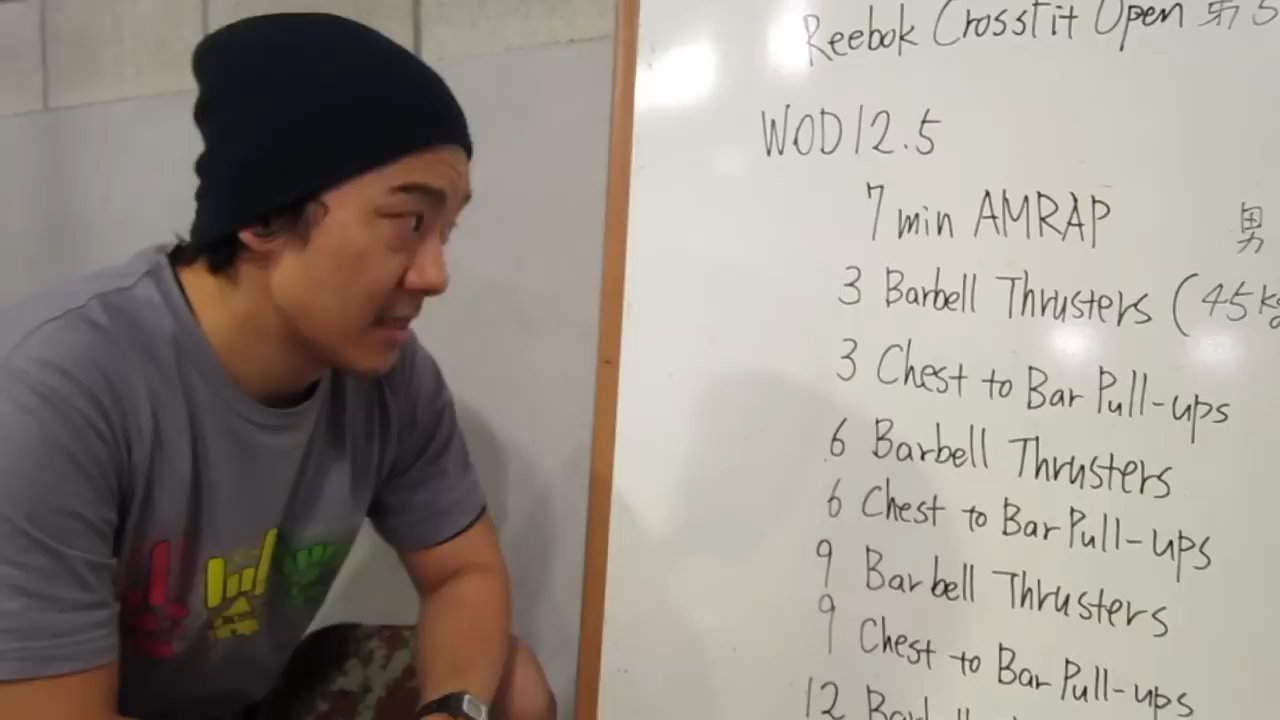 Reebok CrossFit Open 第5
WOD12.5
7 min AMRAP 男
3 Barbell Thrusters (45kg
3 Chest to Bar Pull-ups
6 Barbell Thrusters
6 Chest to Bar Pull-ups
9 Barbell Thrusters
9 Chest to Bar Pull-ups
12